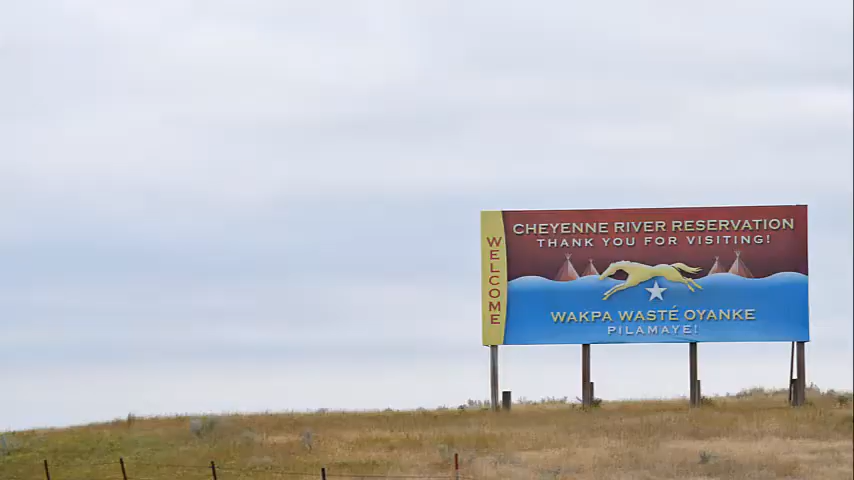 WELCOME
CHEYENNE RIVER RESERVATION
THANK YOU FOR VISITING!
WAKPA WASTÉ OYANKE
PILAMAYE!